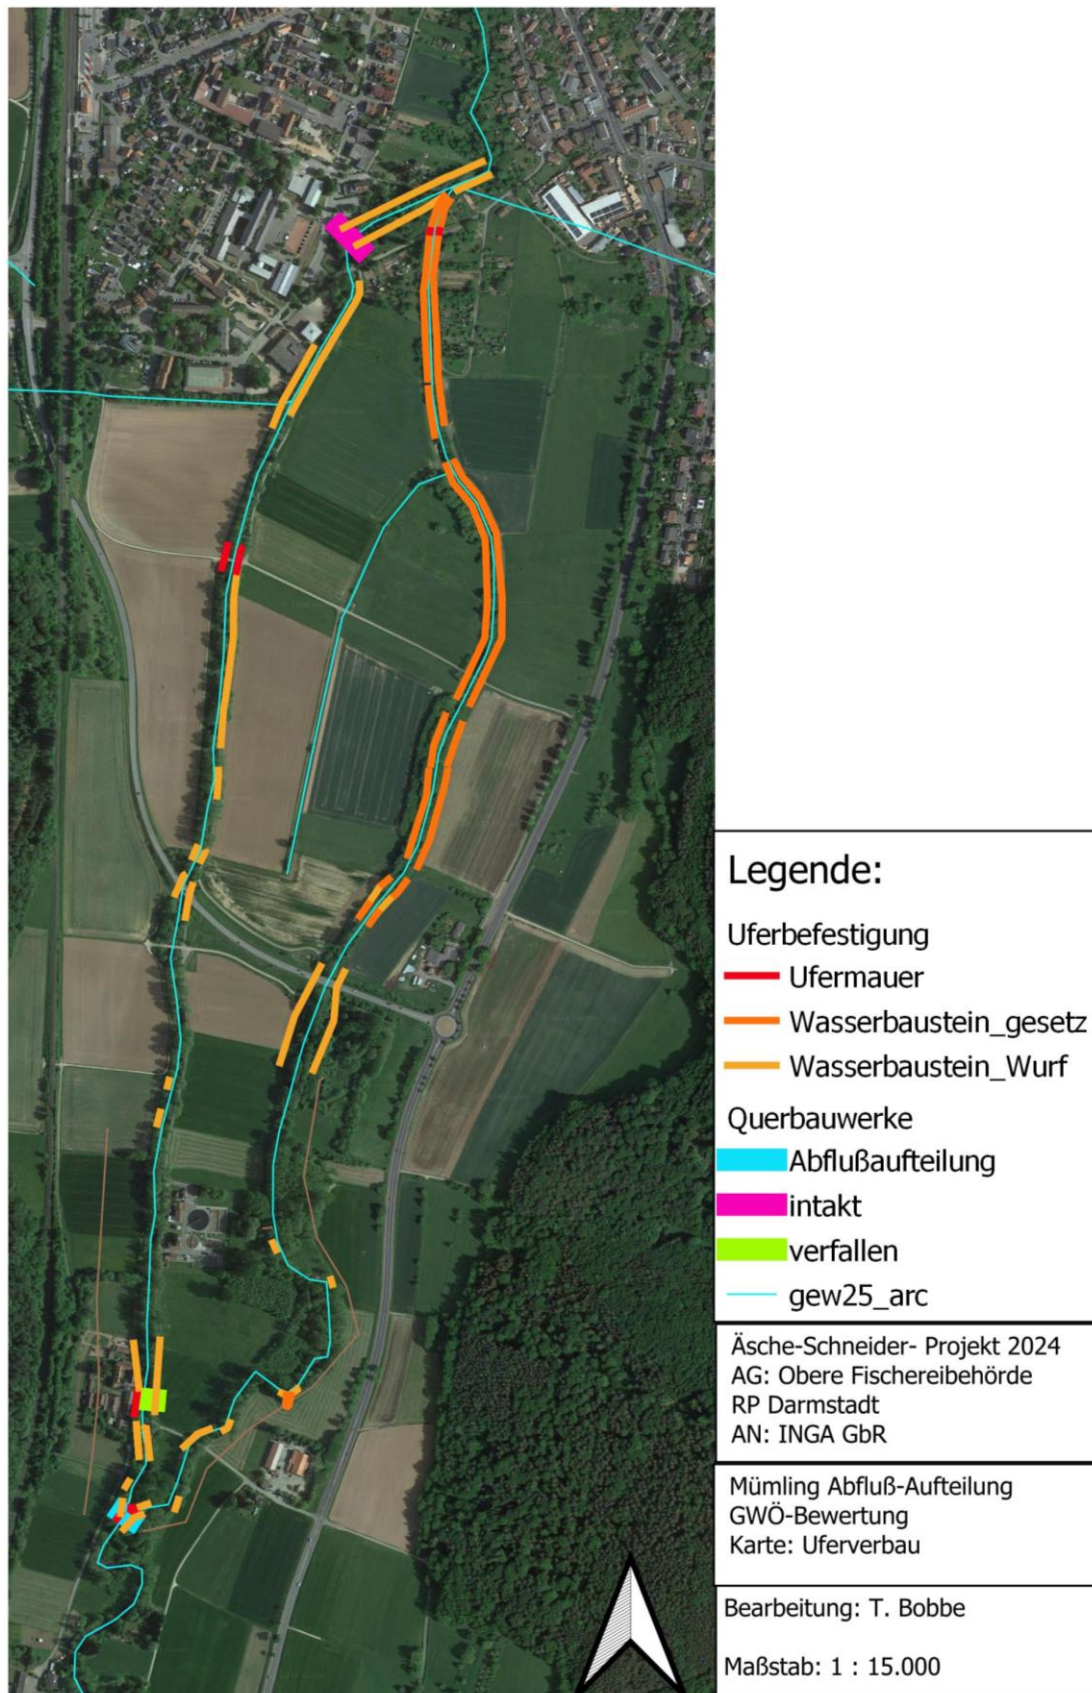 Legende:
Uferbefestigung
Ufermauer
Wasserbaustein_gesetz
Wasserbaustein_Wurf
Querbauwerke
Abflußaufteilung
intakt
verfallen
gew25_arc
Äsche-Schneider- Projekt 2024
AG: Obere Fischereibehörde
RP Darmstadt
AN: INGA GbR
Mümling Abfluß-Aufteilung
GWÖ-Bewertung
Karte: Uferverbau
Bearbeitung: T. Bobbe
Maßstab: 1 : 15.000